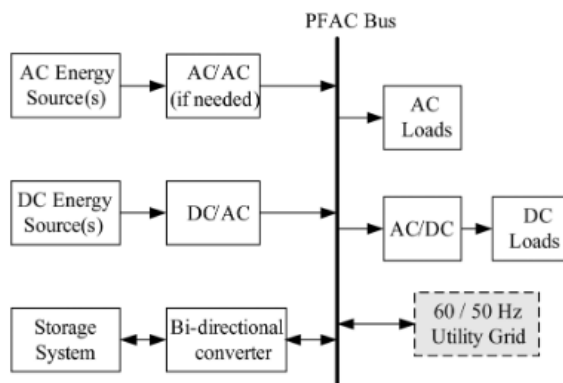 PFAC Bus
AC Energy
Source(s)
AC/AC
(if needed)
AC
Loads
DC Energy
Source(s)
DC/AC
AC/DC
DC
Loads
Storage
System
Bi-directional
converter
60 / 50 Hz
Utility Grid